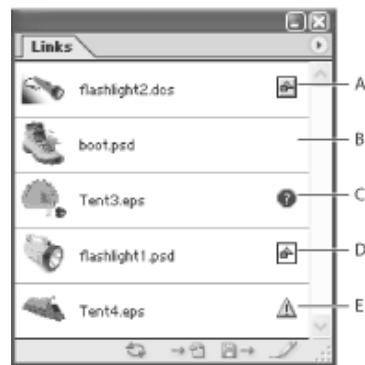 Links
flashlight2.dcs
A
boot.psd
B
Tent3.eps
?
C
flashlight1.psd
D
Tent4.eps
!
E